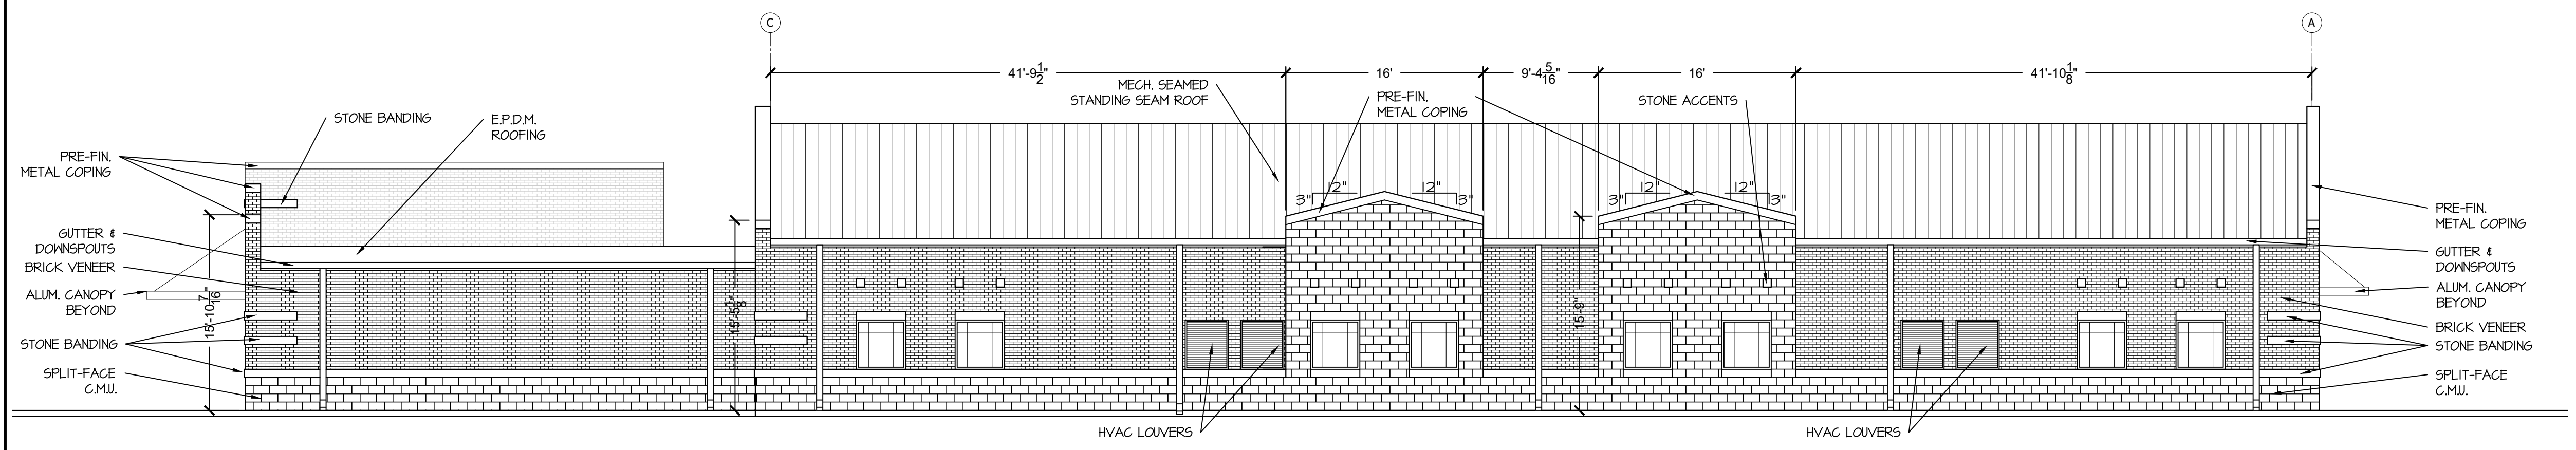 C
A
41'-9 1/2"
16'
9'-4 5/16"
16'
41'-10 1/8"
MECH. SEAMED
STANDING SEAM ROOF
PRE-FIN.
METAL COPING
STONE ACCENTS
STONE BANDING
E.P.D.M.
ROOFING
PRE-FIN.
METAL COPING
12"
12"
3"
3"
12"
12"
3"
3"
PRE-FIN.
METAL COPING
GUTTER &
DOWNSPOUTS
BRICK VENEER
ALUM. CANOPY
BEYOND
15'-10 7/16"
15'-5 1/8"
15'-9"
STONE BANDING
SPLIT-FACE
C.M.U.
GUTTER &
DOWNSPOUTS
ALUM. CANOPY
BEYOND
BRICK VENEER
STONE BANDING
SPLIT-FACE
C.M.U.
HVAC LOUVERS
HVAC LOUVERS